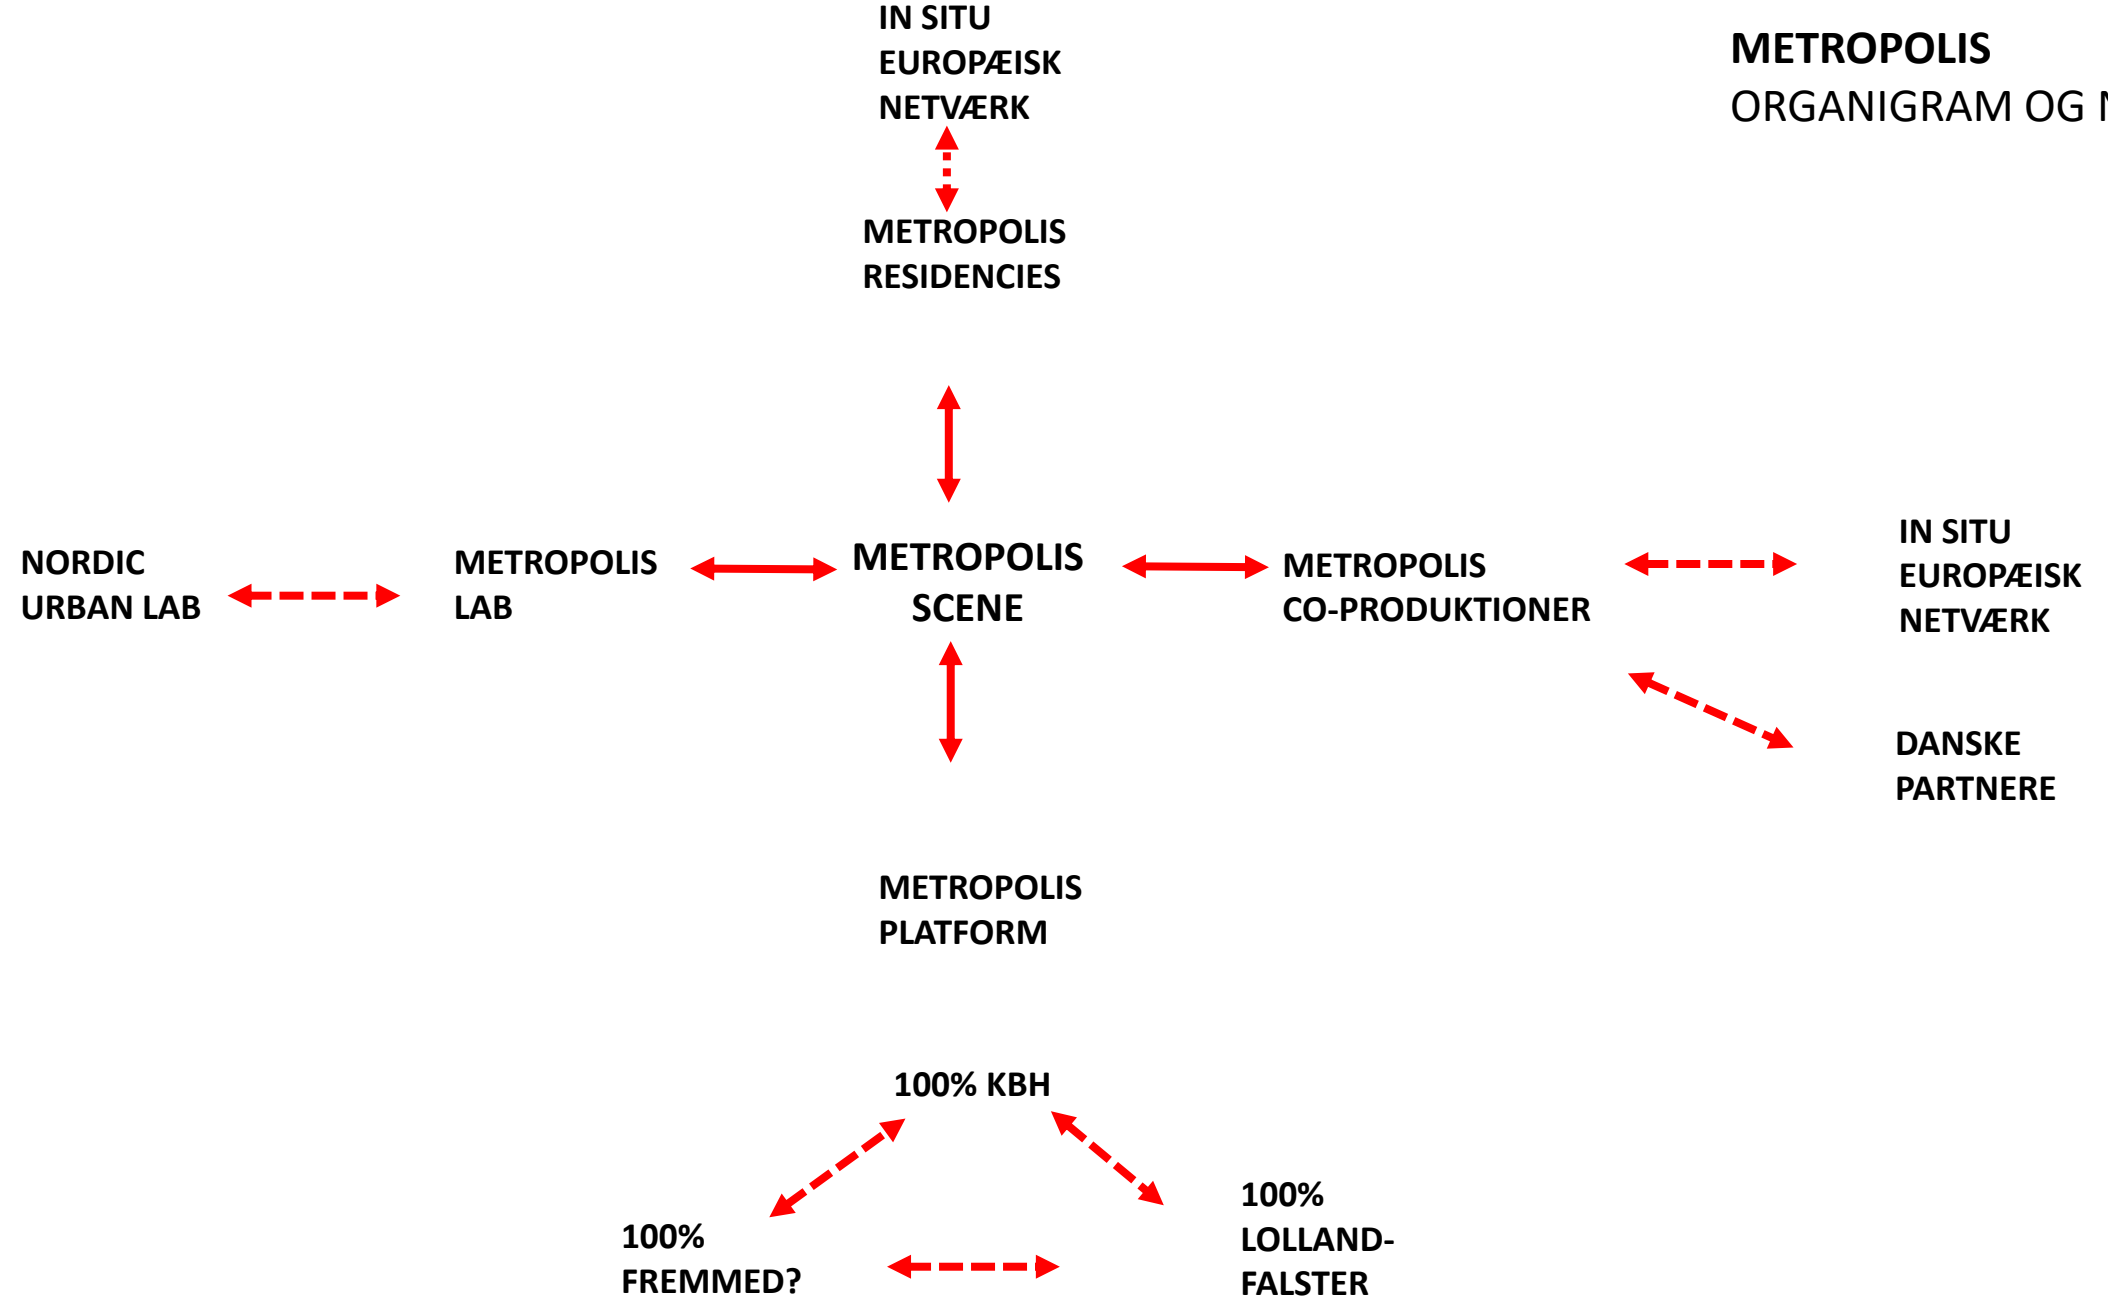 IN SITU
EUROPÆISK
NETVÆRK
METROPOLIS
ORGANIGRAM OG
METROPOLIS
RESIDENCIES
NORDIC
URBAN LAB
METROPOLIS
LAB
METROPOLIS
SCENE
METROPOLIS
CO-PRODUKTIONER
IN SITU
EUROPÆISK
NETVÆRK
DANSKE
PARTNERE
METROPOLIS
PLATFORM
100% KBH
100%
FREMMED?
100%
LOLLAND-
FALSTER